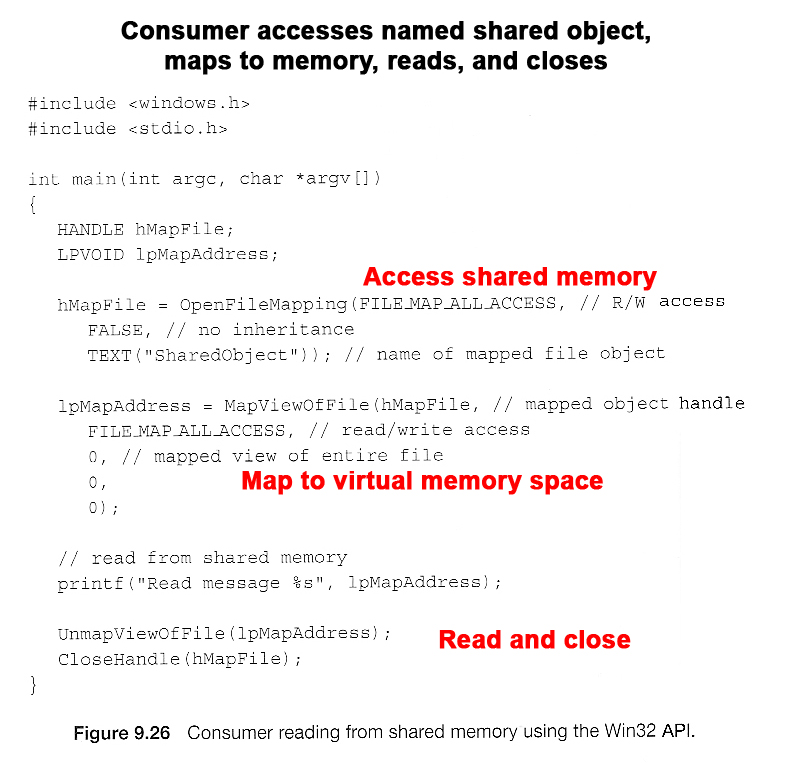 Consumer accesses named shared object,
maps to memory, reads, and closes
#include <windows.h>
#include <stdio.h>
int main(int argc, char *argv[])
{
HANDLE hMapFile;
LPVOID lpMapAddress;
Access shared memory
hMapFile = OpenFileMapping(FILE_MAP_ALL_ACCESS, // R/W access
FALSE, // no inheritance
TEXT("SharedObject")); // name of mapped file object
lpMapAddress = MapViewOfFile(hMapFile, // mapped object handle
FILE_MAP_ALL_ACCESS, // read/write access
0, // mapped view of entire file
Map to virtual memory space
0,
0);
// read from shared memory
printf("Read message %s", lpMapAddress);
UnmapViewOfFile(lpMapAddress);
Read and close
CloseHandle(hMapFile);
}
Figure 9.26 Consumer reading from shared memory using the Win32 API.